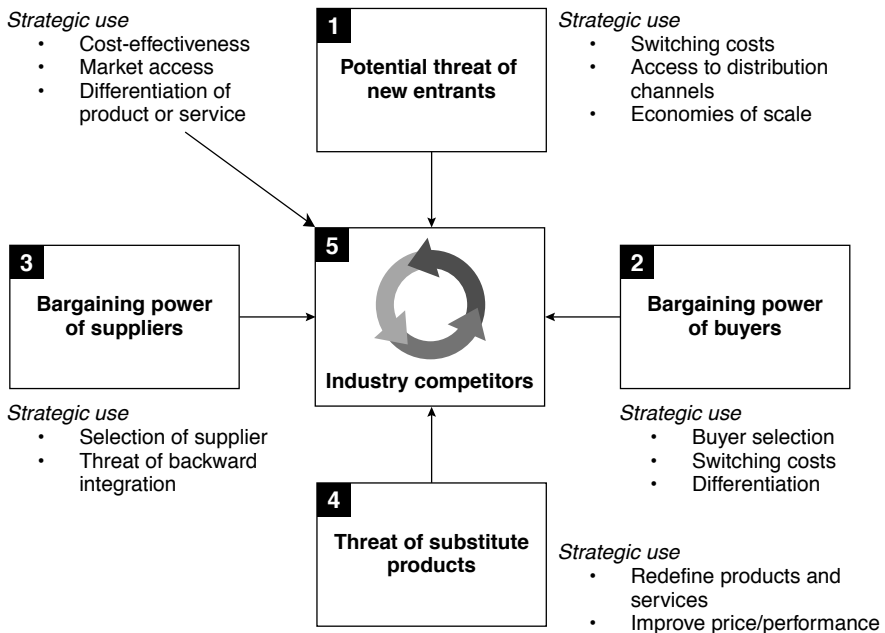 Strategic use
• Cost-effectiveness
• Market access
• Differentiation of
product or service
1
Potential threat of
new entrants
Strategic use
• Switching costs
• Access to distribution
channels
• Economies of scale
3
Bargaining power
of suppliers
5
Industry competitors
2
Bargaining power
of buyers
Strategic use
• Selection of supplier
• Threat of backward
integration
Strategic use
• Buyer selection
• Switching costs
• Differentiation
4
Threat of substitute
products
Strategic use
• Redefine products and
services
• Improve price/performance